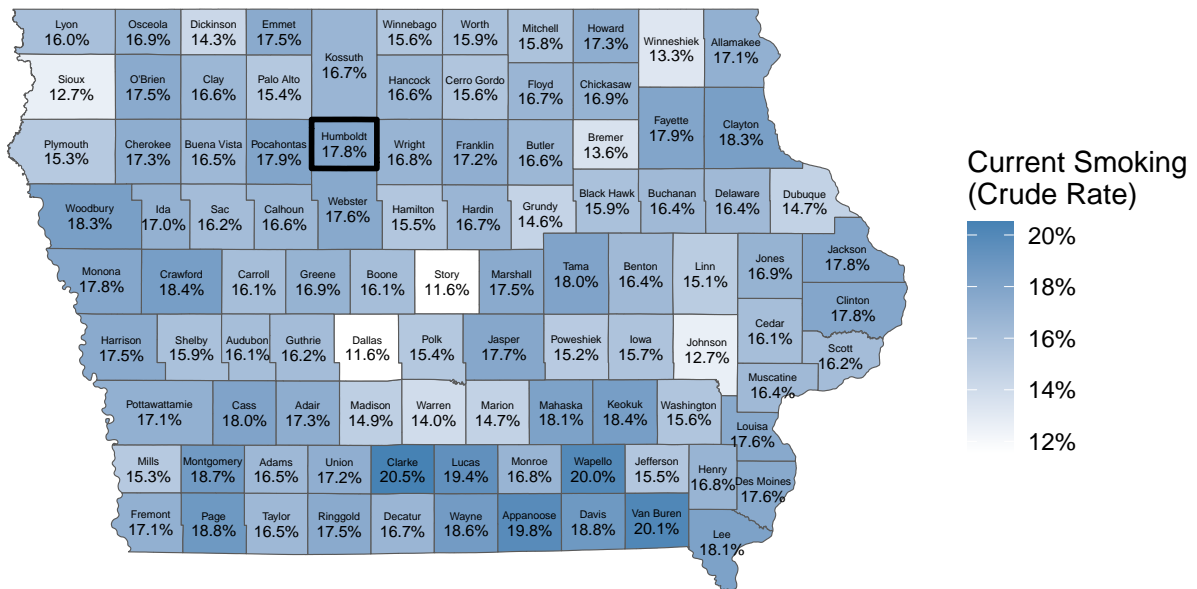 Lyon
16.0%
Osceola
16.9%
Dickinson
14.3%
Emmet
17.5%
Kossuth
16.7%
Winnebago
15.6%
Worth
15.9%
Mitchell
15.8%
Howard
17.3%
Winneshiek
13.3%
Allamakee
17.1%
Sioux
12.7%
O'Brien
17.5%
Clay
16.6%
Palo Alto
15.4%
Hancock
16.6%
Cerro Gordo
15.6%
Floyd
16.7%
Chickasaw
16.9%
Plymouth
15.3%
Cherokee
17.3%
Buena Vista
16.5%
Pocahontas
17.9%
Humboldt
17.8%
Wright
16.8%
Franklin
17.2%
Butler
16.6%
Bremer
13.6%
Fayette
17.9%
Clayton
18.3%
Woodbury
18.3%
Ida
17.0%
Sac
16.2%
Calhoun
16.6%
Webster
17.6%
Hamilton
15.5%
Hardin
16.7%
Grundy
14.6%
Black Hawk
15.9%
Buchanan
16.4%
Delaware
16.4%
Dubuque
14.7%
Monona
17.8%
Crawford
18.4%
Carroll
16.1%
Greene
16.9%
Boone
16.1%
Story
11.6%
Marshall
17.5%
Tama
18.0%
Benton
16.4%
Linn
15.1%
Jones
16.9%
Jackson
17.8%
Clinton
17.8%
Harrison
17.5%
Shelby
15.9%
Audubon
16.1%
Guthrie
16.2%
Dallas
11.6%
Polk
15.4%
Jasper
17.7%
Poweshiek
15.2%
Iowa
15.7%
Johnson
12.7%
Cedar
16.1%
Scott
16.2%
Muscatine
16.4%
Pottawattamie
17.1%
Cass
18.0%
Adair
17.3%
Madison
14.9%
Warren
14.0%
Marion
14.7%
Mahaska
18.1%
Keokuk
18.4%
Washington
15.6%
Louisa
17.6%
Mills
15.3%
Montgomery
18.7%
Adams
16.5%
Union
17.2%
Clarke
20.5%
Lucas
19.4%
Monroe
16.8%
Wapello
20.0%
Jefferson
15.5%
Henry
16.8%
Des Moines
17.6%
Fremont
17.1%
Page
18.8%
Taylor
16.5%
Ringgold
17.5%
Decatur
16.7%
Wayne
18.6%
Appanoose
19.8%
Davis
18.8%
Van Buren
20.1%
Lee
18.1%
Current Smoking
(Crude Rate)
20%
18%
16%
14%
12%